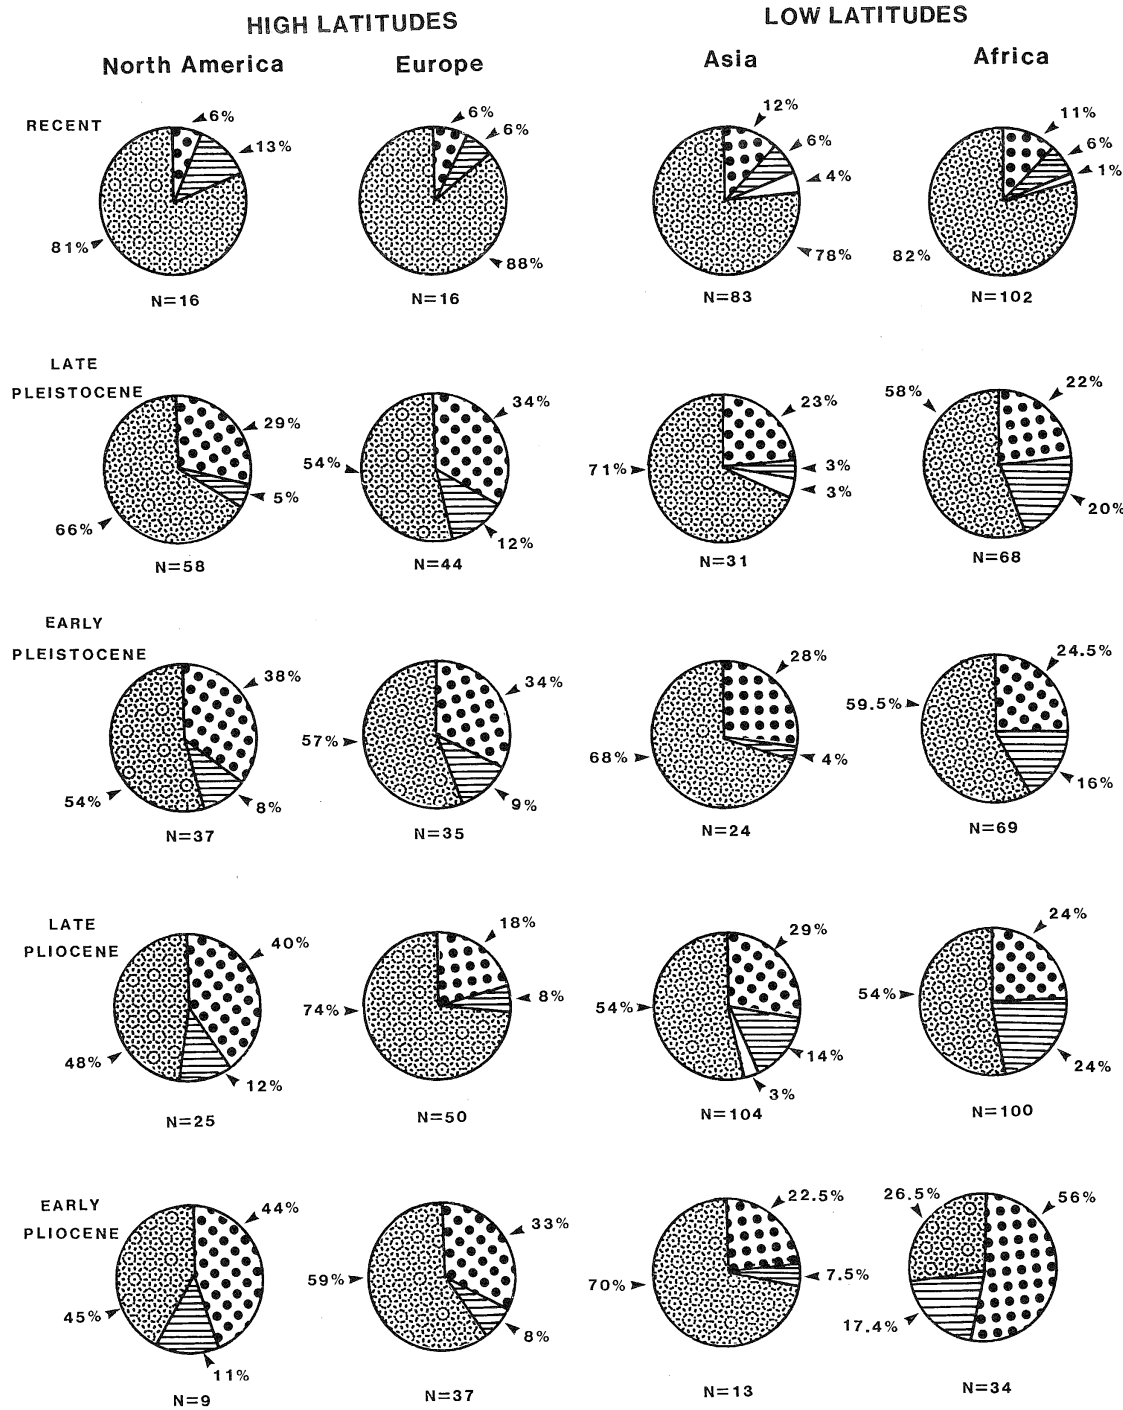 HIGH LATITUDES
LOW LATITUDES
North America
Europe
Asia
Africa
RECENT
6%
13%
81%
N=16
6%
6%
88%
N=16
12%
6%
4%
78%
N=83
11%
6%
1%
82%
N=102
LATE
PLEISTOCENE
29%
5%
66%
N=58
34%
54%
12%
N=44
23%
71%
3%
3%
N=31
22%
58%
20%
N=68
EARLY
PLEISTOCENE
38%
54%
8%
N=37
34%
57%
9%
N=35
28%
68%
4%
N=24
24.5%
59.5%
16%
N=69
LATE
PLIOCENE
40%
48%
12%
N=25
18%
74%
8%
N=50
29%
54%
14%
3%
N=104
24%
54%
24%
N=100
EARLY
PLIOCENE
44%
45%
11%
N=9
33%
59%
8%
N=37
22.5%
70%
7.5%
N=13
26.5%
56%
17.4%
N=34